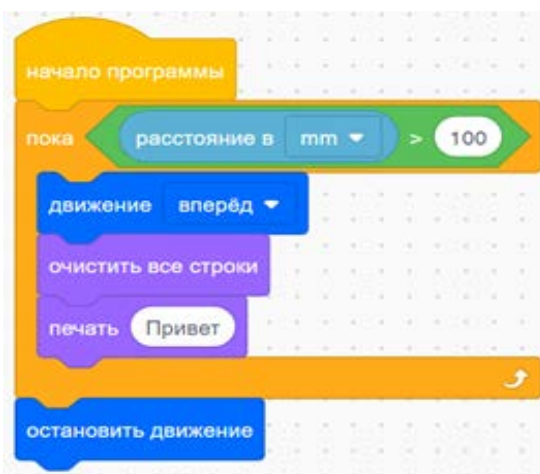 начало программы
пока расстояние в mm > 100
движение вперёд
очистить все строки
печать Привет
остановить движение